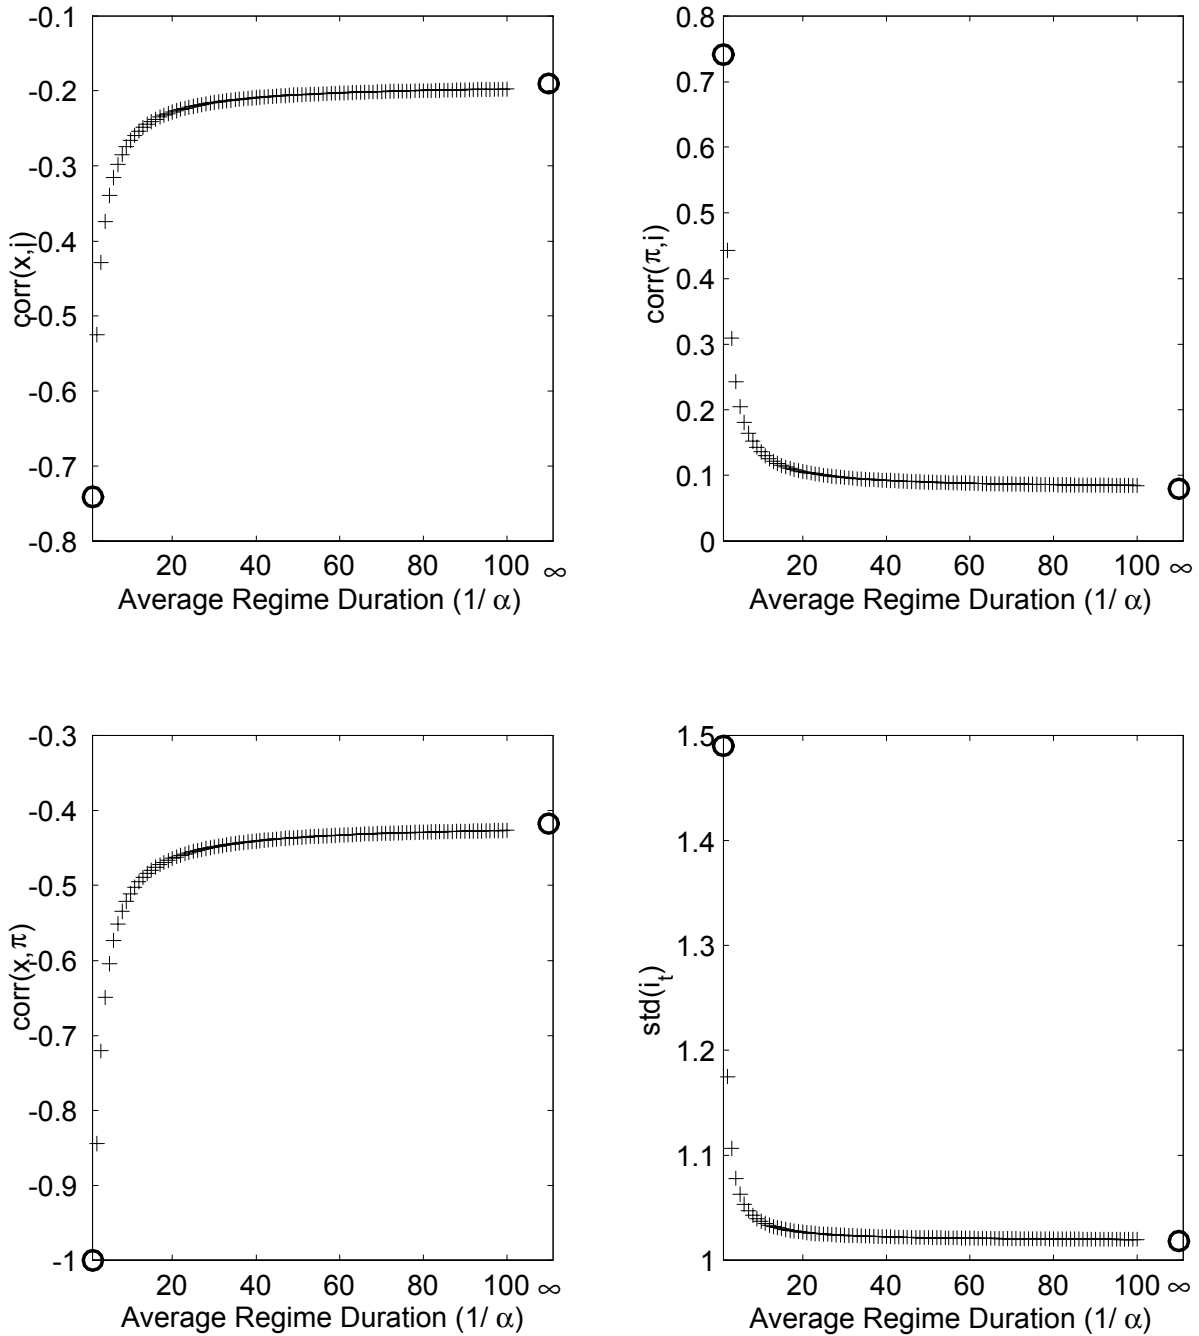 -0.1
-0.2
-0.3
-0.4
-0.5
-0.6
-0.7
-0.8
corr(x,i)
20 40 60 80 100 ∞
Average Regime Duration (1/ α)
0.8
0.7
0.6
0.5
0.4
0.3
0.2
0.1
0
corr(π,i)
20 40 60 80 100 ∞
Average Regime Duration (1/ α)
-0.3
-0.4
-0.5
-0.6
-0.7
-0.8
-0.9
-1
corr(x,π)
20 40 60 80 100 ∞
Average Regime Duration (1/ α)
1.5
1.4
1.3
1.2
1.1
1
std(i_t)
20 40 60 80 100 ∞
Average Regime Duration (1/ α)